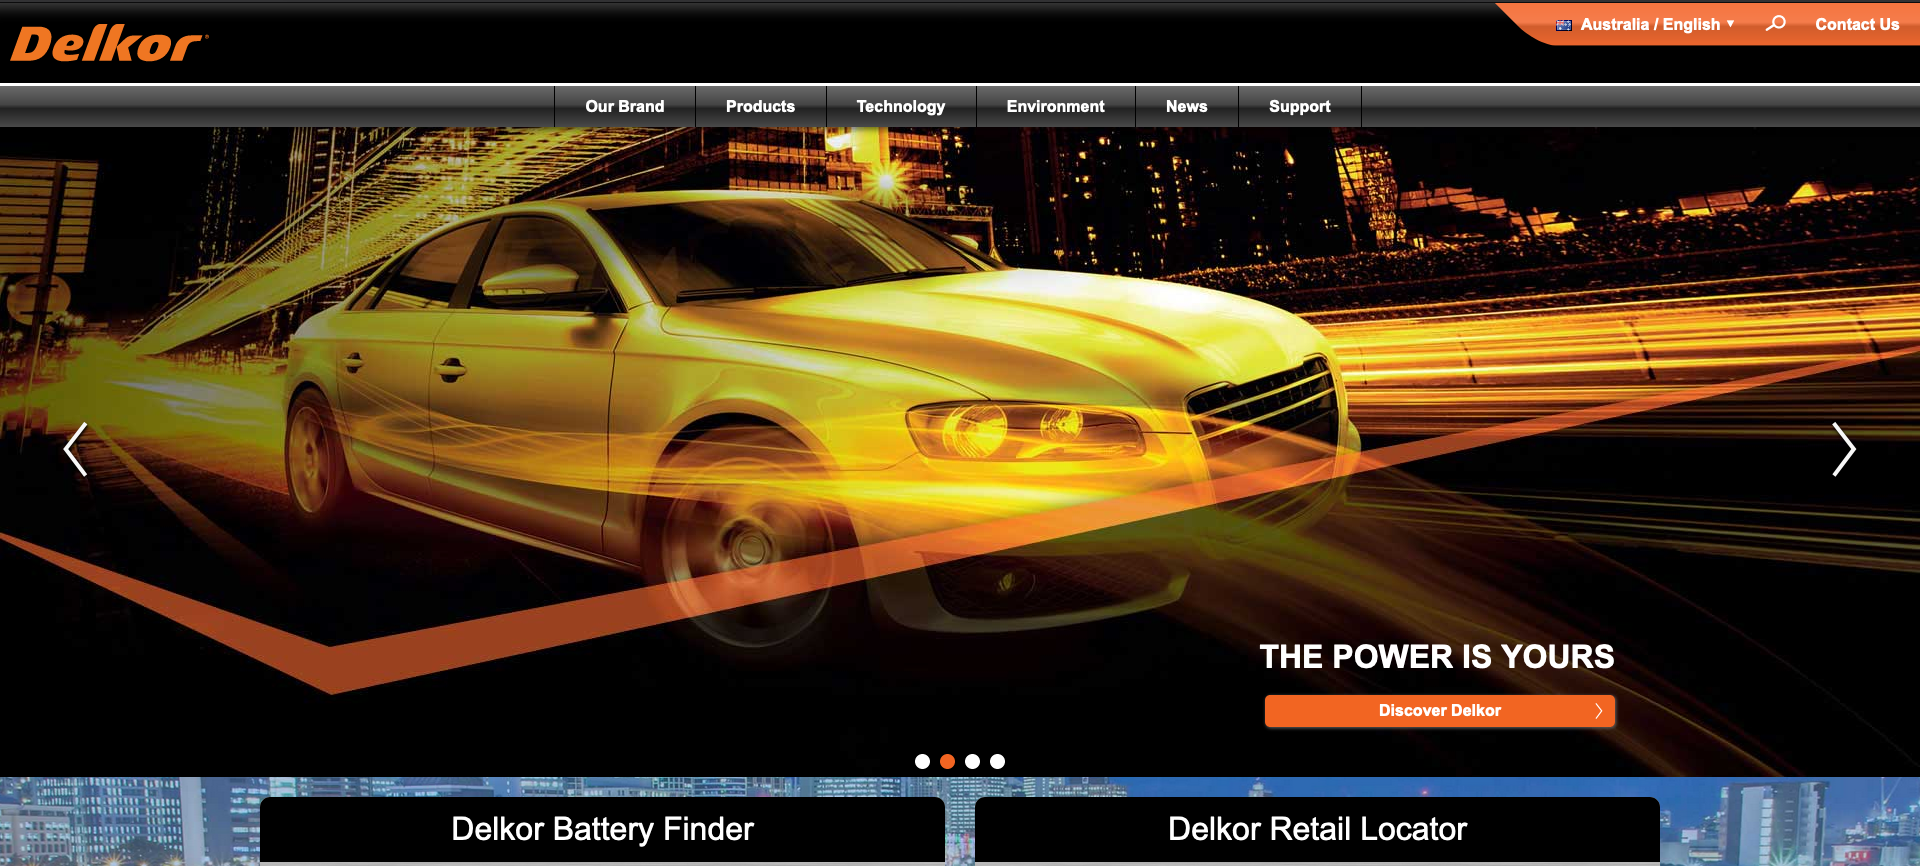 Delkor
Australia / English
Contact Us
Our Brand
Products
Technology
Environment
News
Support
THE POWER IS YOURS
Discover Delkor
Delkor Battery Finder
Delkor Retail Locator